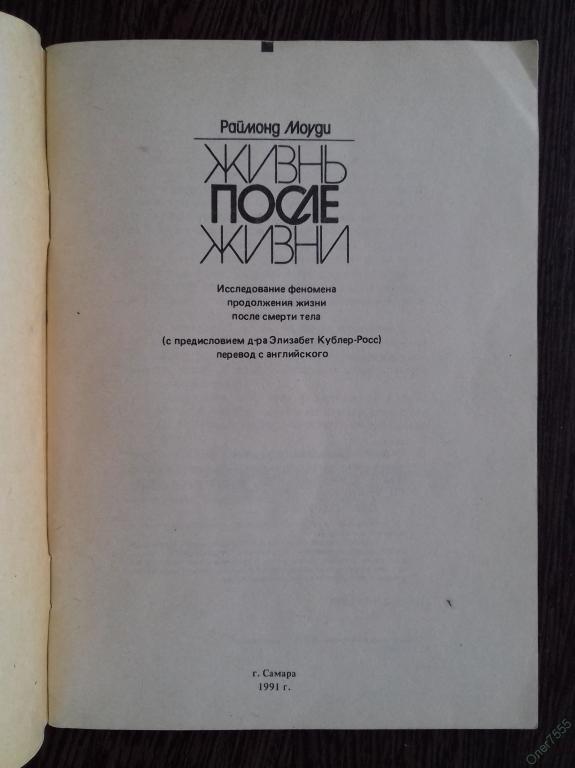 Раймонд Моуди
ЖИЗНЬ
ПОСЛЕ
ЖИЗНИ
Исследование феномена
продолжения жизни
после смерти тела
(с предисловием д-ра Элизабет Кублер-Росс)
перевод с английского
г. Самара
1991 г.
Олег7555